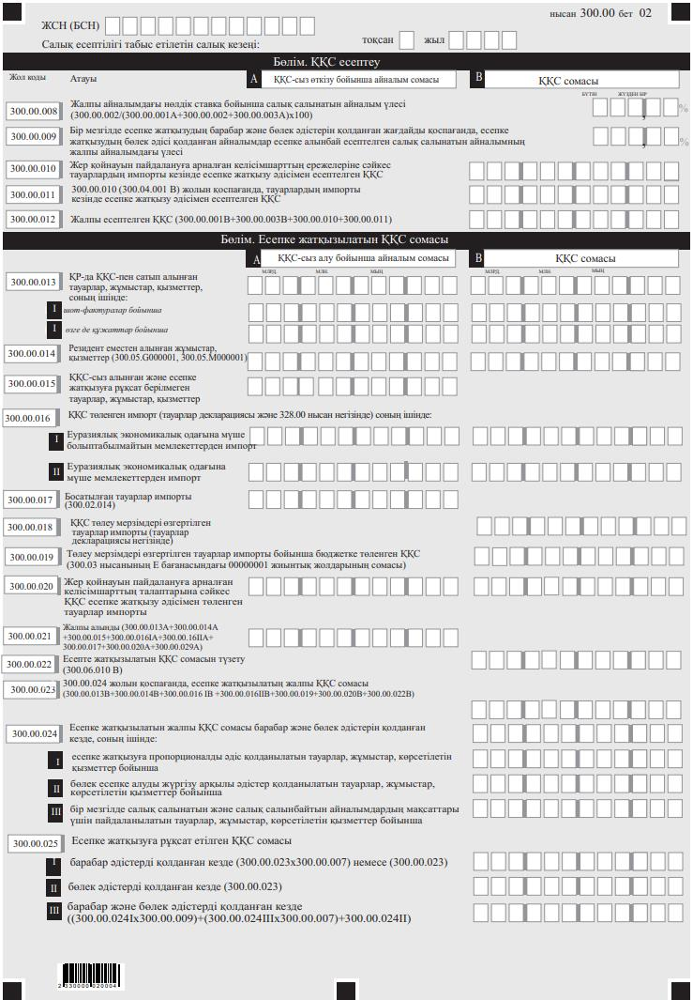 нысан 300.00 бет 02
ЖСН (БСН)
Салық есептілігі табыс етілетін салық кезеңі: тоқсан жыл
Бөлім. ҚҚС есептеу
Жол коды Атауы A ҚҚС-сыз өткізу бойынша айналым сомасы B ҚҚС сомасы
БҮТІН ЖҮЗДЕН БІР
300.00.008 Жалпы айналымдағы нөлдік ставка бойынша салық салынатын айналым үлесі
(300.00.002/(300.00.001A+300.00.002+300.00.003A)x100) , %
300.00.009 Бір мезгілде есепке жатқызудың барабар және бөлек әдістерін қолданған жағдайды қоспағанда, есепке
жатқызудың бөлек әдісі қолданған айналымдар есепке алынбай есептелген салық салынатын айналымның , %
жалпы айналымдағы үлесі
300.00.010 Жер қойнауын пайдалануға арналған келісімшарттың ережелеріне сәйкес
тауарлардың импорты кезінде есепке жатқызу әдісімен есептелген ҚҚС
300.00.011 300.00.010 (300.04.001 B) жолын қоспағанда, тауарлардың импорты
кезінде есепке жатқызу әдісімен есептелген ҚҚС
300.00.012 Жалпы есептелген ҚҚС (300.00.001B+300.00.003B+300.00.010+300.00.011)
Бөлім. Есепке жатқызылатын ҚҚС сомасы
A ҚҚС-сыз алу бойынша айналым сомасы B ҚҚС сомасы
МЛРД. МЛН. МЫҢ МЛРД. МЛН. МЫҢ
300.00.013 ҚР-да ҚҚС-пен сатып алынған
тауарлар, жұмыстар, қызметтер,
соның ішінде:
I шот-фактуралар бойынша
I өзге де құжаттар бойынша
300.00.014 Резидент еместен алынған жұмыстар,
қызметтер (300.05.G000001, 300.05.M000001)
300.00.015 ҚҚС-сыз алынған және есепке
жатқызуға рұқсат берілмеген
тауарлар, жұмыстар, қызметтер
300.00.016 ҚҚС төленген импорт (тауарлар декларациясы және 328.00 нысан негізінде) соның ішінде:
I Еуразиялық экономикалық одағына мүше
болыптабылмайтын мемлекеттерден импорт
II Еуразиялық экономикалық одағына
мүше мемлекеттерден импорт
300.00.017 Босатылған тауарлар импорты
(300.02.014)
300.00.018 ҚҚС төлеу мерзімдері өзгертілген
тауарлар импорты (тауарлар
декларациясы негізінде)
300.00.019 Төлеу мерзімдері өзгертілген тауарлар импорты бойынша бюджетке төленген ҚҚС
(300.03 нысанының E бағанасындағы 00000001 жиынтық жолдарының сомасы)
300.00.020 Жер қойнауын пайдалануға арналған
келісімшарттың талаптарына сәйкес
ҚҚС есепке жатқызу әдісімен төленген
тауарлар импорты
300.00.021 Жалпы алынды (300.00.013A+300.00.014A
+300.00.015+300.00.016IA+300.00.16IIA+
300.00.017+300.00.020A+300.00.029A)
300.00.022 Есепте жатқызылатын ҚҚС сомасын түзету
(300.06.010 B)
300.00.023 300.00.024 жолын қоспағанда, есепке жатқызылатың жалпы ҚҚС сомасы
(300.00.013B+300.00.014B+300.00.016 IB +300.00.016IIB+300.00.019+300.00.020B+300.00.022B)
300.00.024 Есепке жатқызылатын жалпы ҚҚС сомасы барабар және бөлек әдістерін қолданған
кезде, соның ішінде:
I есепке жатқызуға пропорционалды әдіс қолданылатын тауарлар, жұмыстар, көрсетілетін
қызметтер бойынша
II бөлек есепке алуды жүргізу арқылы әдістер қолданылатын тауарлар, жұмыстар,
көрсетілетін қызметтер бойынша
III бір мезгілде салық салынатын және салық салынбайтын айналымдардың мақсаттары
үшін пайдаланылатын тауарлар, жұмыстар, көрсетілетін қызметтер бойынша
300.00.025 Есепке жатқызуға рұқсат етілген ҚҚС сомасы
I барабар әдістерді қолданған кезде (300.00.023x300.00.007) немесе (300.00.023)
II бөлек әдістерді қолданған кезде (300.00.023)
III барабар және бөлек әдістерді қолданған кезде
((300.00.024Ix300.00.009)+(300.00.024IIIx300.00.007)+300.00.024II)
2 330000 020004